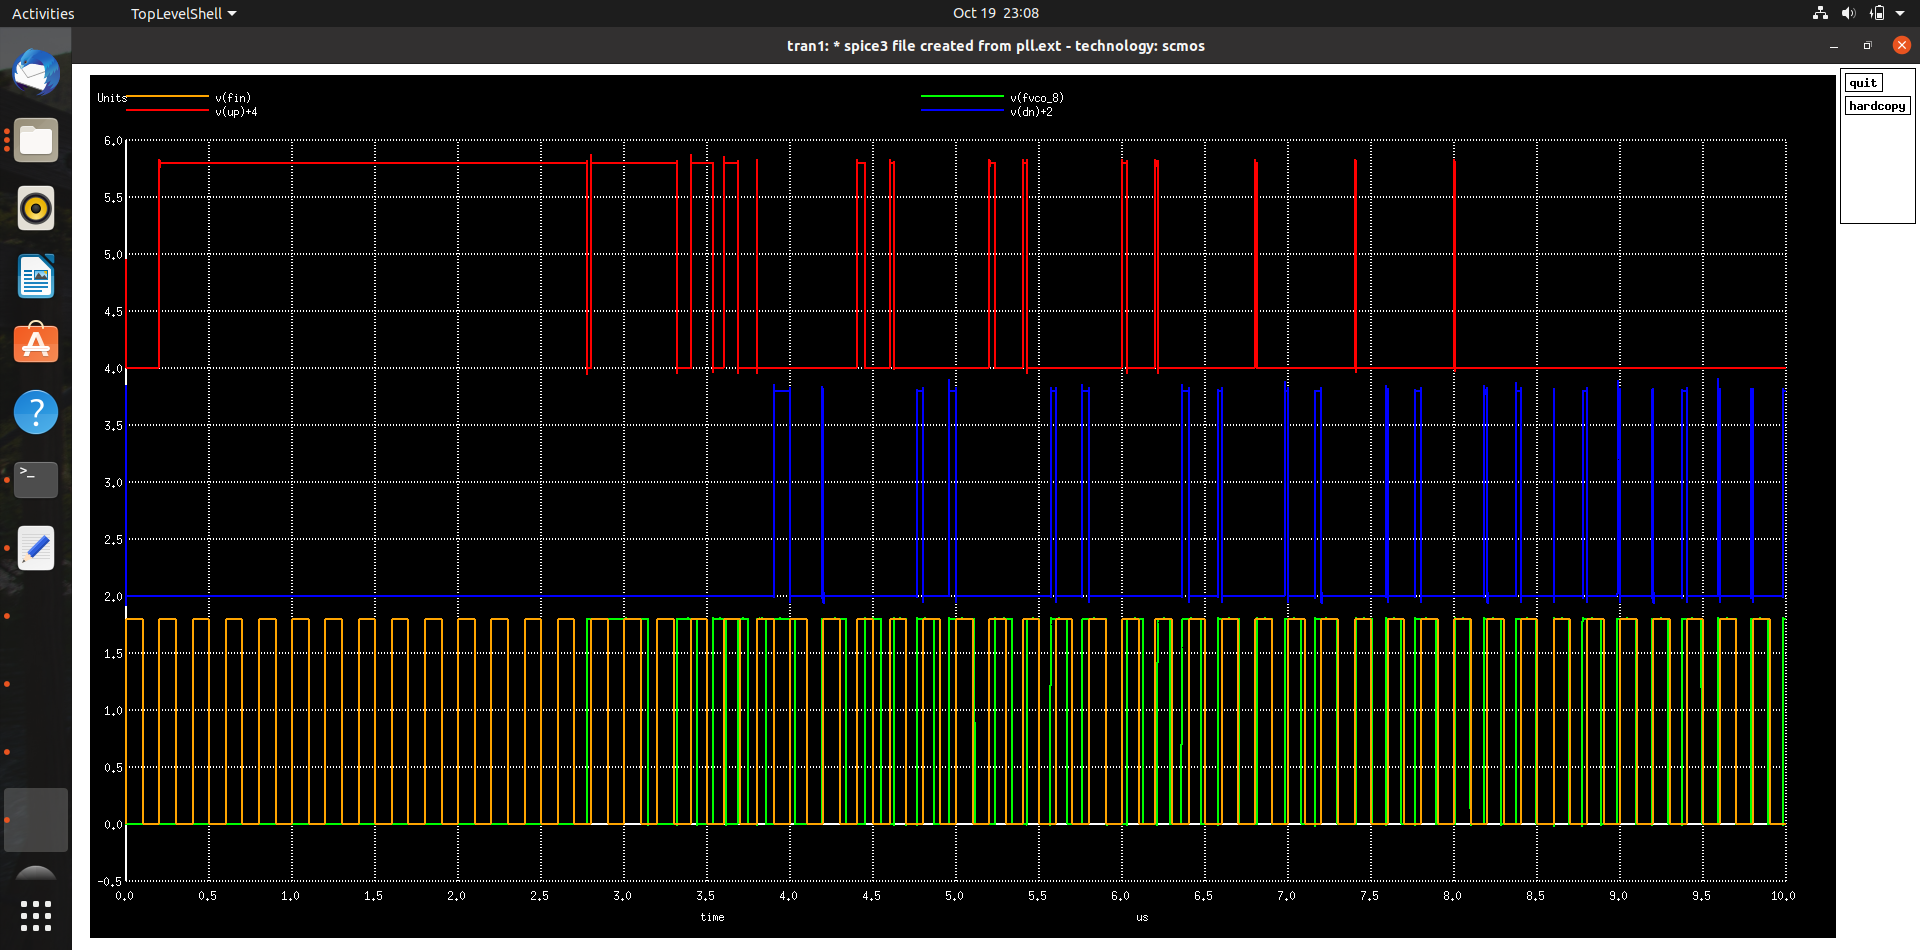 Activities TopLevelShell Oct 19 23:08
tran1: * spice3 file created from pll.ext - technology: scmos
quit
hardcopy
Units v(fin) v(fvco_8)
v(up)+4 v(dn)+2
6.0
5.5
5.0
4.5
4.0
3.5
3.0
2.5
2.0
1.5
1.0
0.5
0.0
-0.5
0.0 0.5 1.0 1.5 2.0 2.5 3.0 3.5 4.0 4.5 5.0 5.5 6.0 6.5 7.0 7.5 8.0 8.5 9.0 9.5 10.0
time us